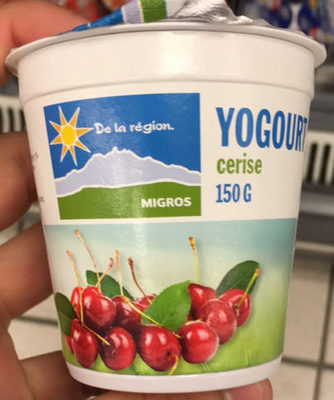 De la région.
MIGROS
YOGOURT
cerise
150 G